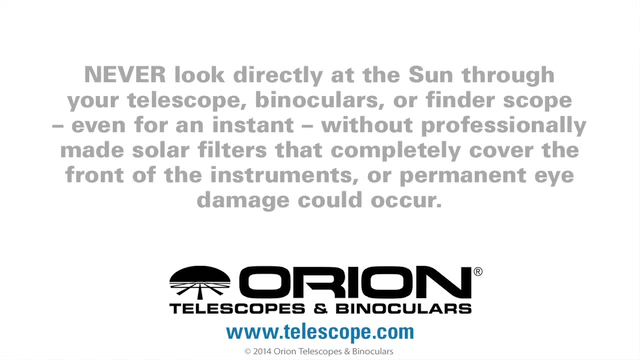 NEVER look directly at the Sun through
your telescope, binoculars, or finder scope
– even for an instant – without professionally
made solar filters that completely cover the
front of the instruments, or permanent eye
damage could occur.
ORION®
TELESCOPES & BINOCULARS
www.telescope.com
© 2014 Orion Telescopes & Binoculars